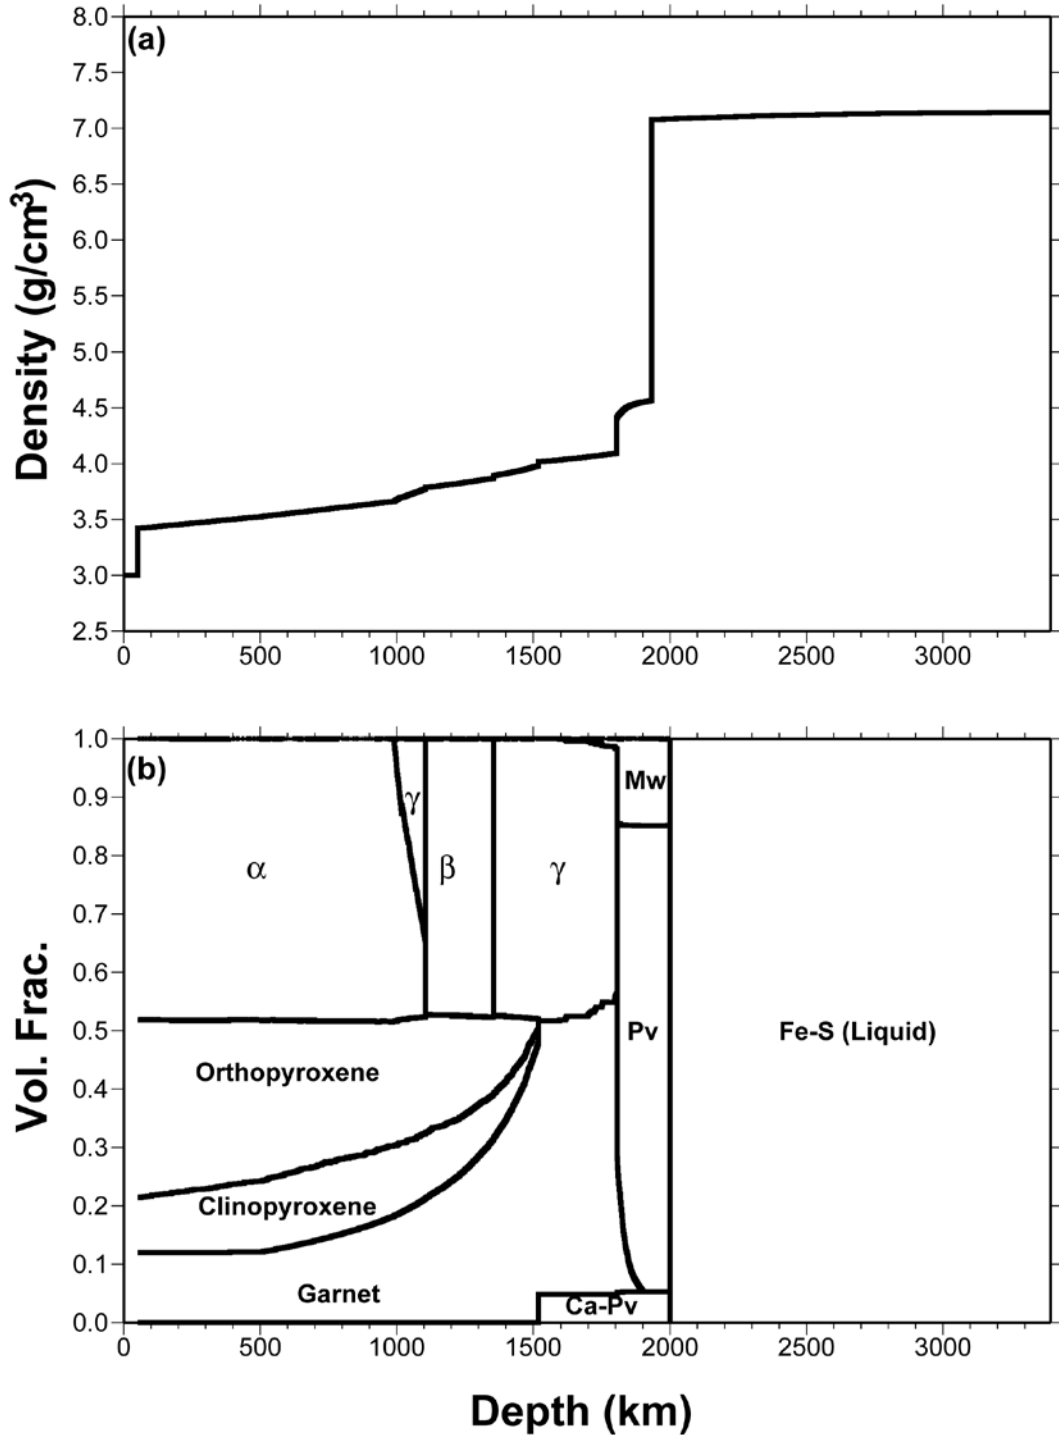 (a)
8.0
7.5
7.0
6.5
6.0
5.5
5.0
4.5
4.0
3.5
3.0
2.5
Density (g/cm³)
0 500 1000 1500 2000 2500 3000
(b)
1.0
0.9
0.8
0.7
0.6
0.5
0.4
0.3
0.2
0.1
0.0
Vol. Frac.
γ
Mw
α
β
γ
Pv
Fe-S (Liquid)
Orthopyroxene
Clinopyroxene
Garnet
Ca-Pv
0 500 1000 1500 2000 2500 3000
Depth (km)